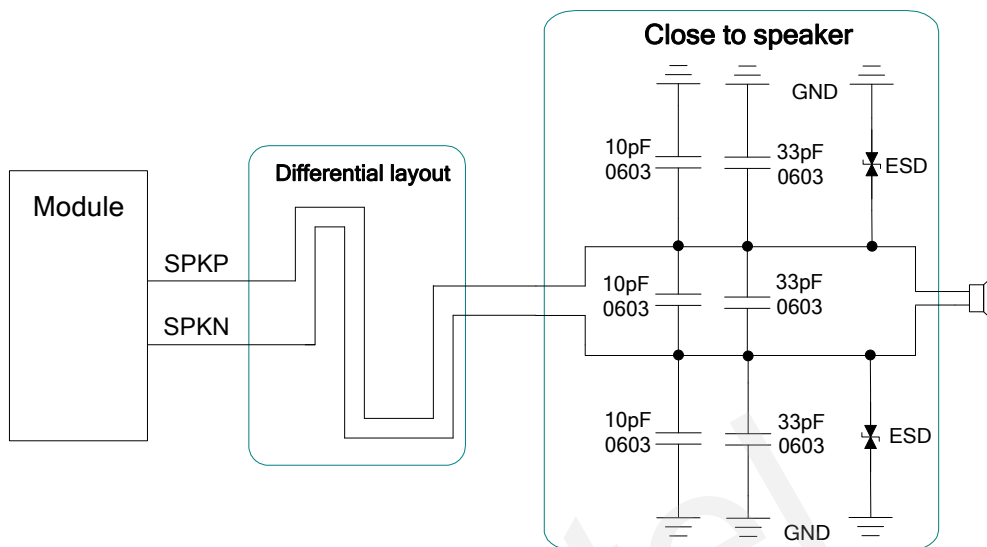 Close to speaker
GND
10pF
0603
33pF
0603
ESD
Differential layout
Module
SPKP
SPKN
10pF
0603
33pF
0603
10pF
0603
33pF
0603
ESD
GND